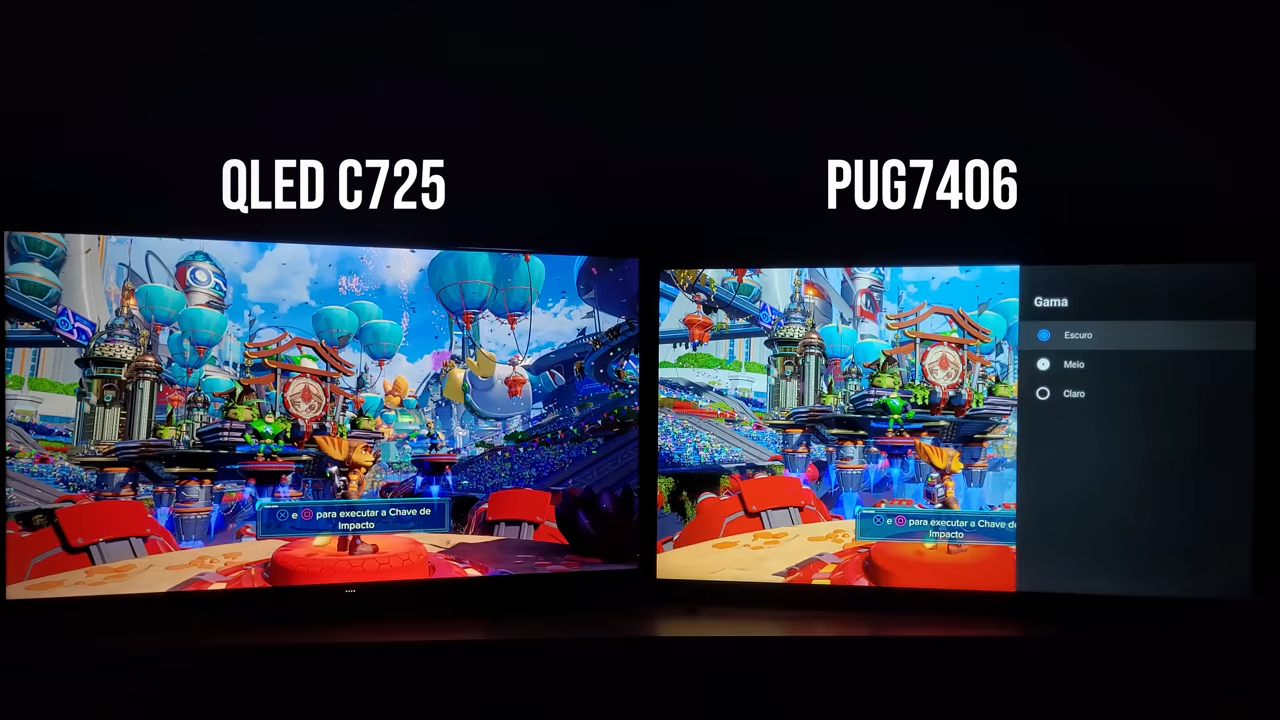 QLED C725
PUG7406
Gama
Escuro
Meio
Claro
e para executar a Chave de
Impacto
e para executar a Chave de
Impacto